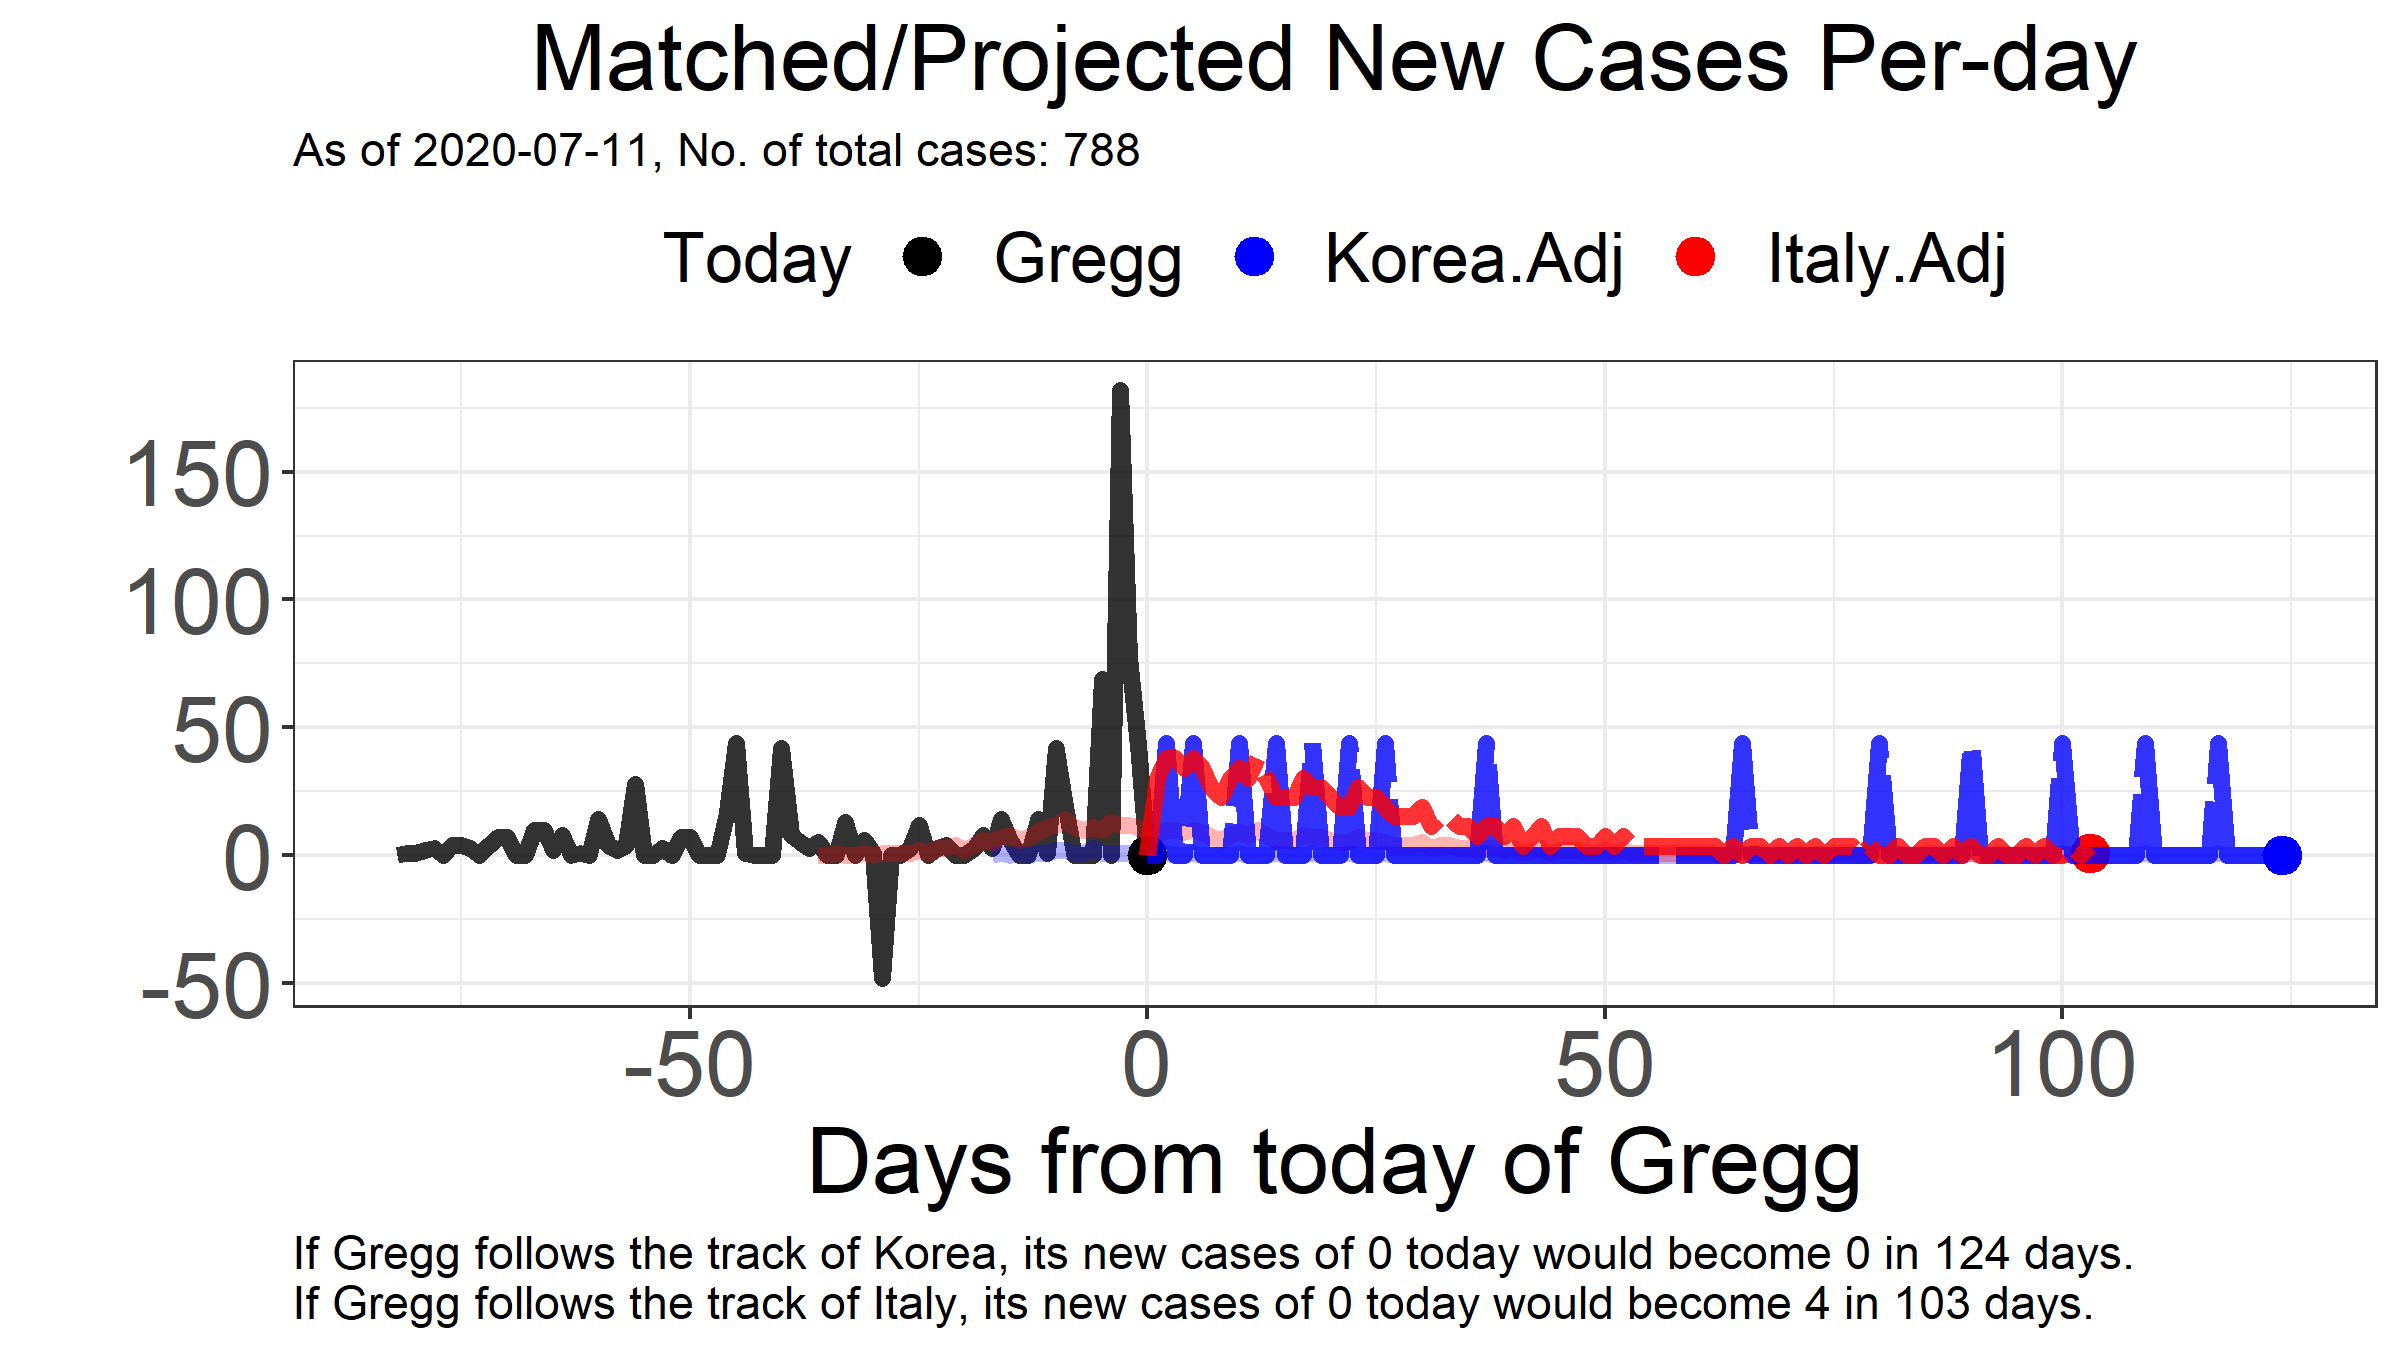 Matched/Projected New Cases Per-day
As of 2020-07-11, No. of total cases: 788
Today Gregg Korea.Adj Italy.Adj
150
100
50
0
-50
-50 0 50 100
Days from today of Gregg
If Gregg follows the track of Korea, its new cases of 0 today would become 0 in 124 days.
If Gregg follows the track of Italy, its new cases of 0 today would become 4 in 103 days.